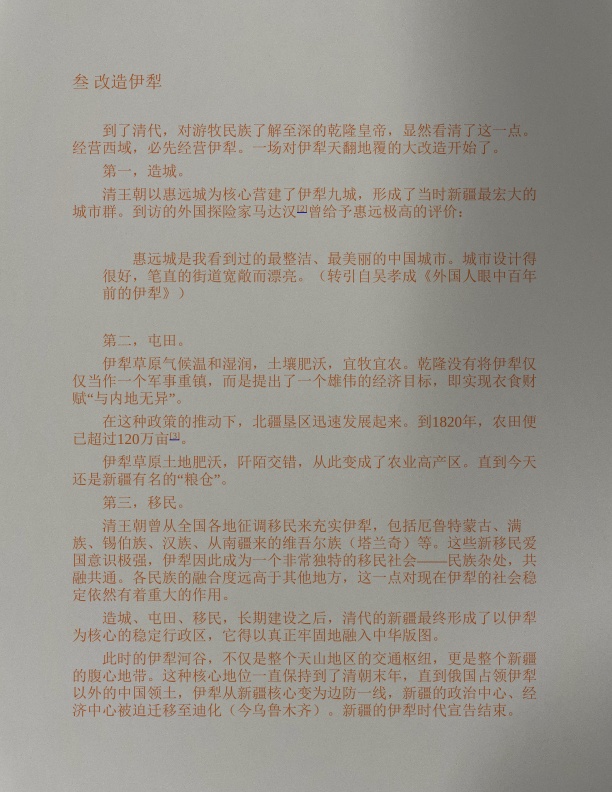 叁 改造伊犁
到了清代，对游牧民族了解至深的乾隆皇帝，显然看清了这一点。
经营西域，必先经营伊犁。一场对伊犁天翻地覆的大改造开始了。
第一，造城。
清王朝以惠远城为核心营建了伊犁九城，形成了当时新疆最宏大的
城市群。到访的外国探险家马达汉[2]曾给予惠远极高的评价：
惠远城是我看到过的最整洁、最美丽的中国城市。城市设计得
很好，笔直的街道宽敞而漂亮。（转引自吴孝成《外国人眼中百年
前的伊犁》）
第二，屯田。
伊犁草原气候温和湿润，土壤肥沃，宜牧宜农。乾隆没有将伊犁仅
仅当作一个军事重镇，而是提出了一个雄伟的经济目标，即实现衣食财
赋“与内地无异”。
在这种政策的推动下，北疆垦区迅速发展起来。到1820年，农田便
已超过120万亩[3]。
伊犁草原土地肥沃，阡陌交错，从此变成了农业高产区。直到今天
还是新疆有名的“粮仓”。
第三，移民。
清王朝曾从全国各地征调移民来充实伊犁，包括厄鲁特蒙古、满
族、锡伯族、汉族、从南疆来的维吾尔族（塔兰奇）等。这些新移民爱
国意识极强，伊犁因此成为一个非常独特的移民社会——民族杂处，共
融共通。各民族的融合度远高于其他地方，这一点对现在伊犁的社会稳
定依然有着重大的作用。
造城、屯田、移民，长期建设之后，清代的新疆最终形成了以伊犁
为核心的稳定行政区，它得以真正牢固地融入中华版图。
此时的伊犁河谷，不仅是整个天山地区的交通枢纽，更是整个新疆
的腹心地带。这种核心地位一直保持到了清朝末年，直到俄国占领伊犁
以外的中国领土，伊犁从新疆核心变为边防一线，新疆的政治中心、经
济中心被迫迁移至迪化（今乌鲁木齐）。新疆的伊犁时代宣告结束。